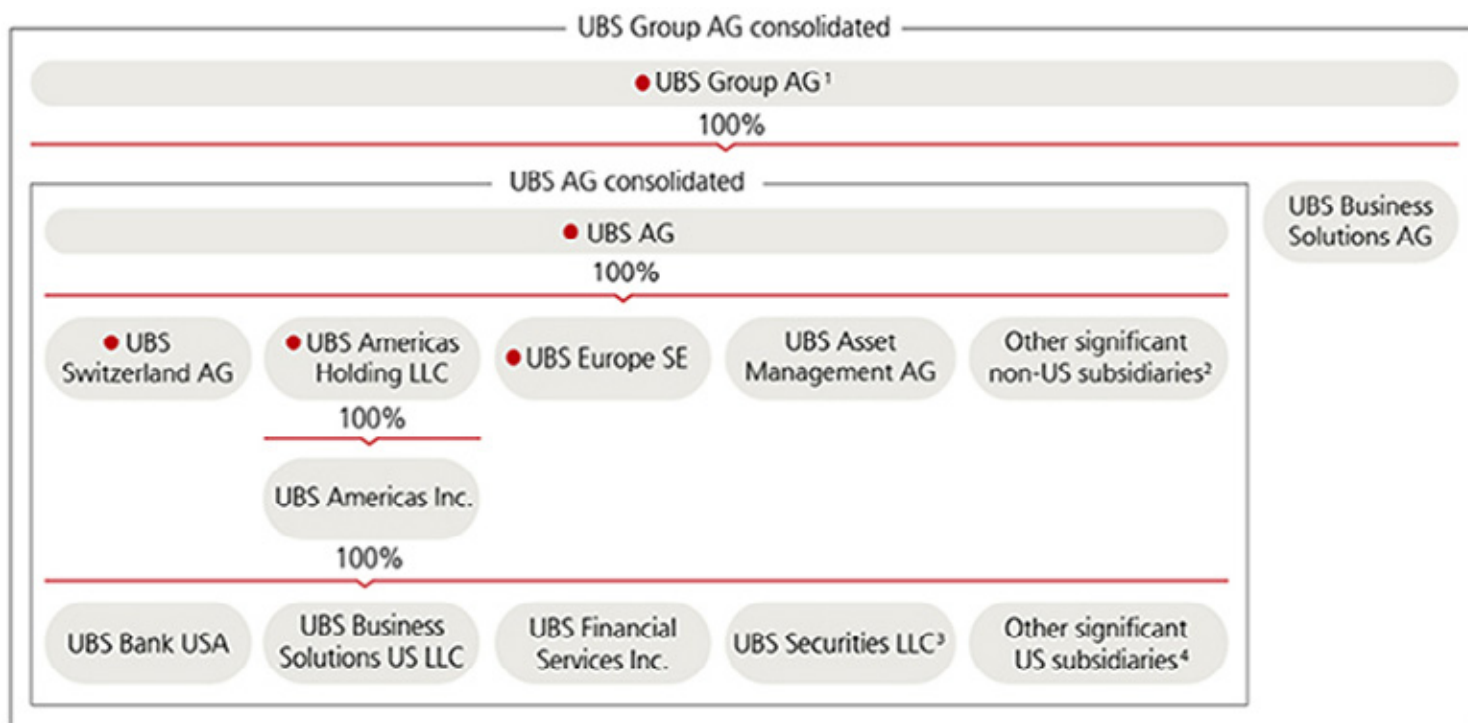 UBS Group AG consolidated
UBS Group AG¹
100%
UBS AG consolidated
UBS AG
100%
UBS Business
Solutions AG
UBS
Switzerland AG
UBS Americas
Holding LLC
UBS Europe SE
UBS Asset
Management AG
Other significant
non-US subsidiaries²
100%
UBS Americas Inc.
100%
UBS Bank USA
UBS Business
Solutions US LLC
UBS Financial
Services Inc.
UBS Securities LLC³
Other significant
US subsidiaries⁴